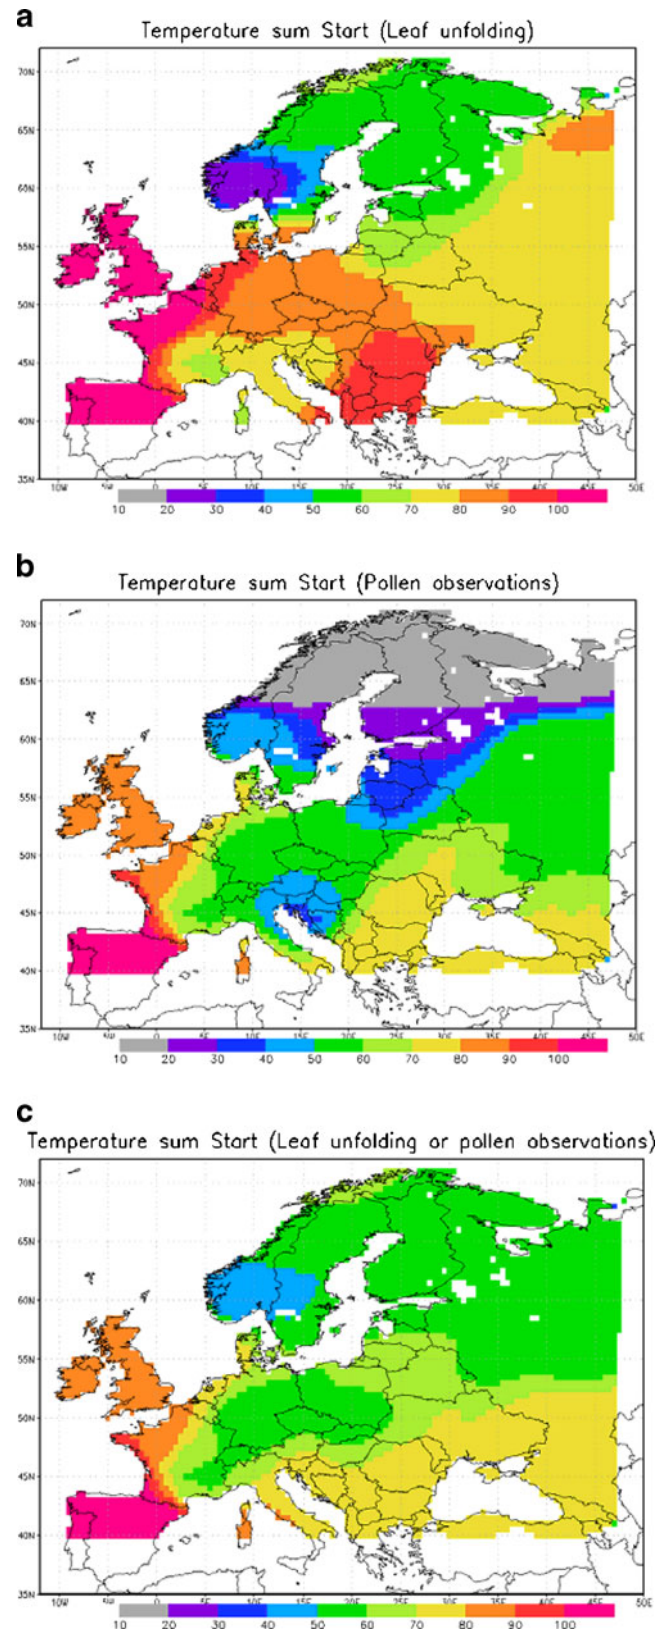 a
Temperature sum Start (Leaf unfolding)
70N
65N
60N
55N
50N
45N
40N
35N
10W 5W 0 5E 10E 15E 20E 25E 30E 35E 40E 45E 50E
10 20 30 40 50 60 70 80 90 100
b
Temperature sum Start (Pollen observations)
70N
65N
60N
55N
50N
45N
40N
35N
10W 5W 0 5E 10E 15E 20E 25E 30E 35E 40E 45E 50E
10 20 30 40 50 60 70 80 90 100
c
Temperature sum Start (Leaf unfolding or pollen observations)
70N
65N
60N
55N
50N
45N
40N
35N
10W 5W 0 5E 10E 15E 20E 25E 30E 35E 40E 45E 50E
10 20 30 40 50 60 70 80 90 100